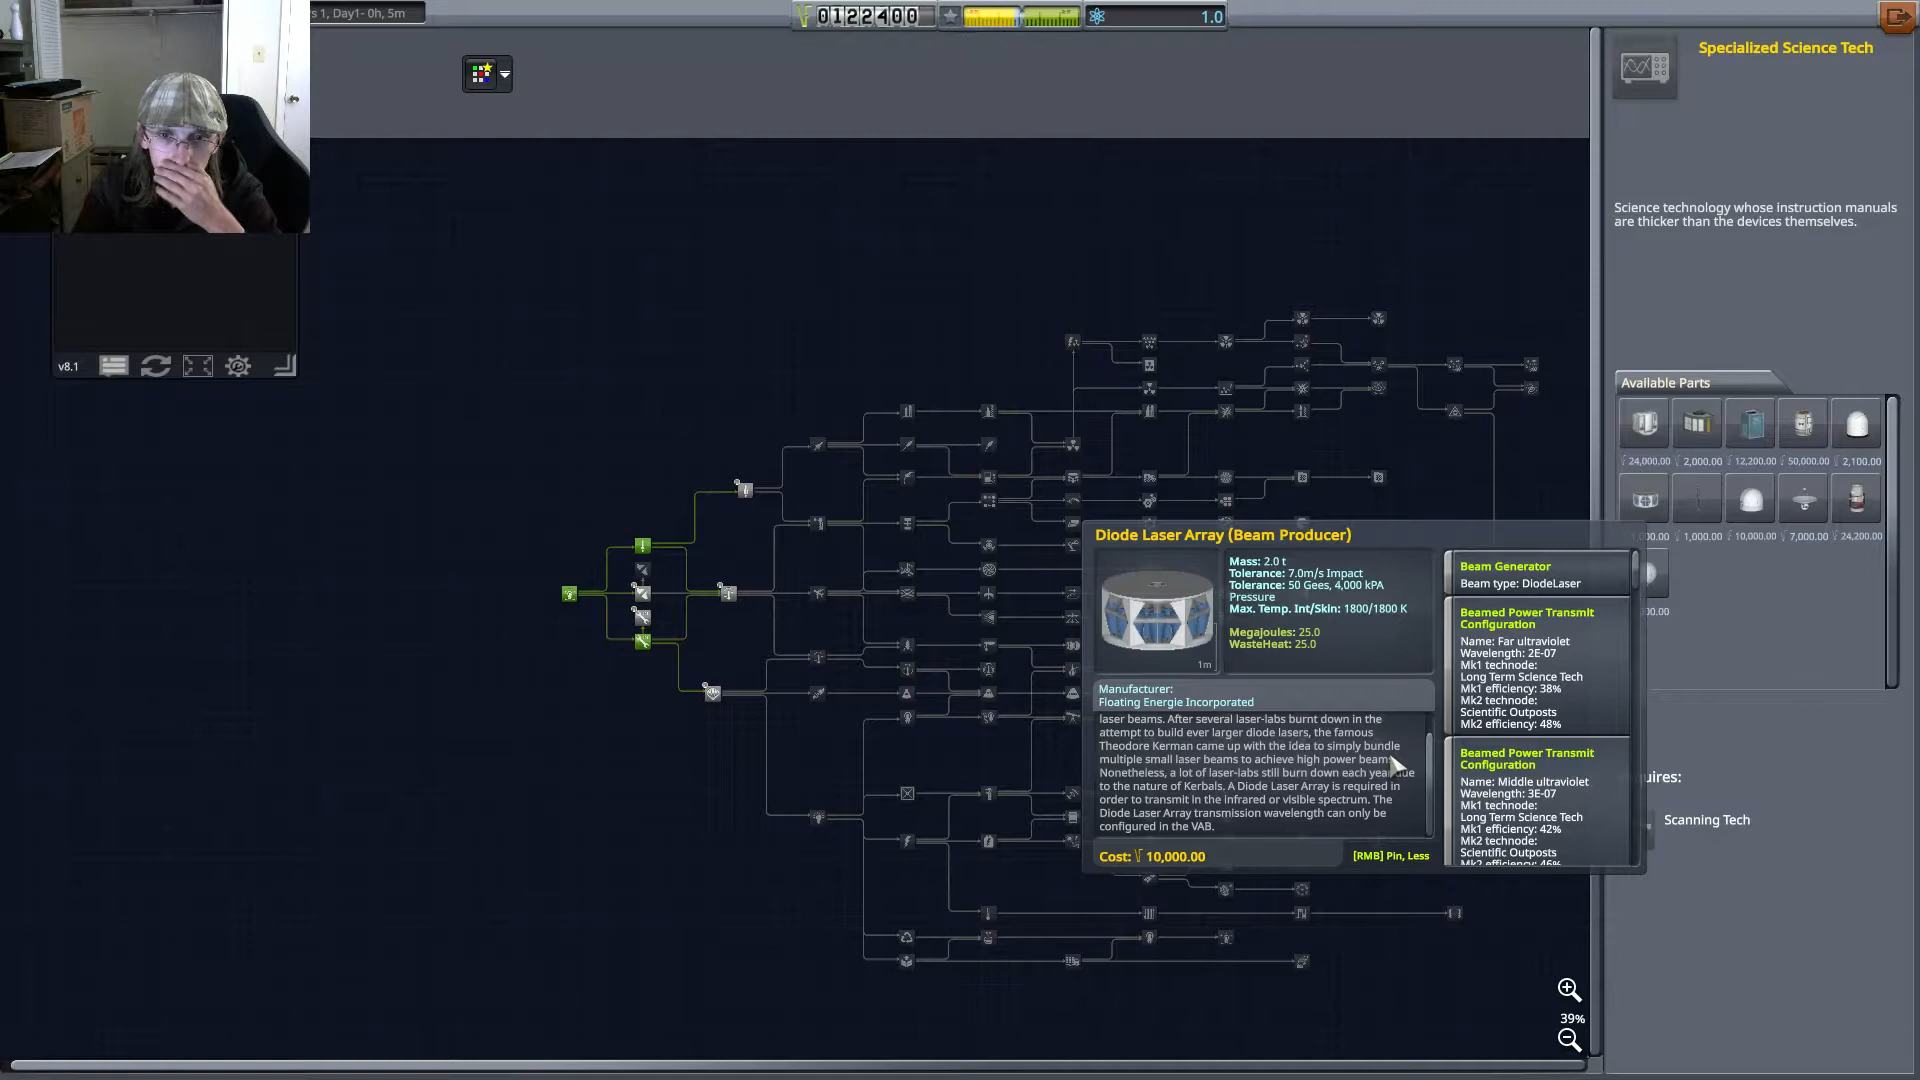 s 1, Day1- 0h, 5m
0122400
1.0
Specialized Science Tech
Science technology whose instruction manuals
are thicker than the devices themselves.
v8.1
Available Parts
24,000.00 2,000.00 12,200.00 50,000.00 2,100.00
000.00 1,000.00 10,000.00 7,000.00 24,200.00
00.00
Diode Laser Array (Beam Producer)
Mass: 2.0 t
Tolerance: 7.0m/s Impact
Tolerance: 50 Gees, 4,000 kPA
Pressure
Max. Temp. Int/Skin: 1800/1800 K
Megajoules: 25.0
WasteHeat: 25.0
1m
Manufacturer:
Floating Energie Incorporated
laser beams. After several laser-labs burnt down in the
attempt to build ever larger diode lasers, the famous
Theodore Kerman came up with the idea to simply bundle
multiple small laser beams to achieve high power beams
Nonetheless, a lot of laser-labs still burn down each year due
to the nature of Kerbals. A Diode Laser Array is required in
order to transmit in the infrared or visible spectrum. The
Diode Laser Array transmission wavelength can only be
configured in the VAB.
Cost: 10,000.00
[RMB] Pin, Less
Beam Generator
Beam type: DiodeLaser
Beamed Power Transmit
Configuration
Name: Far ultraviolet
Wavelength: 2E-07
Mk1 technode:
Long Term Science Tech
Mk1 efficiency: 38%
Mk2 technode:
Scientific Outposts
Mk2 efficiency: 48%
Beamed Power Transmit
Configuration
Name: Middle ultraviolet
Wavelength: 3E-07
Mk1 technode:
Long Term Science Tech
Mk1 efficiency: 42%
Mk2 technode:
Scientific Outposts
Mk2 efficiency: 46%
uires:
Scanning Tech
39%